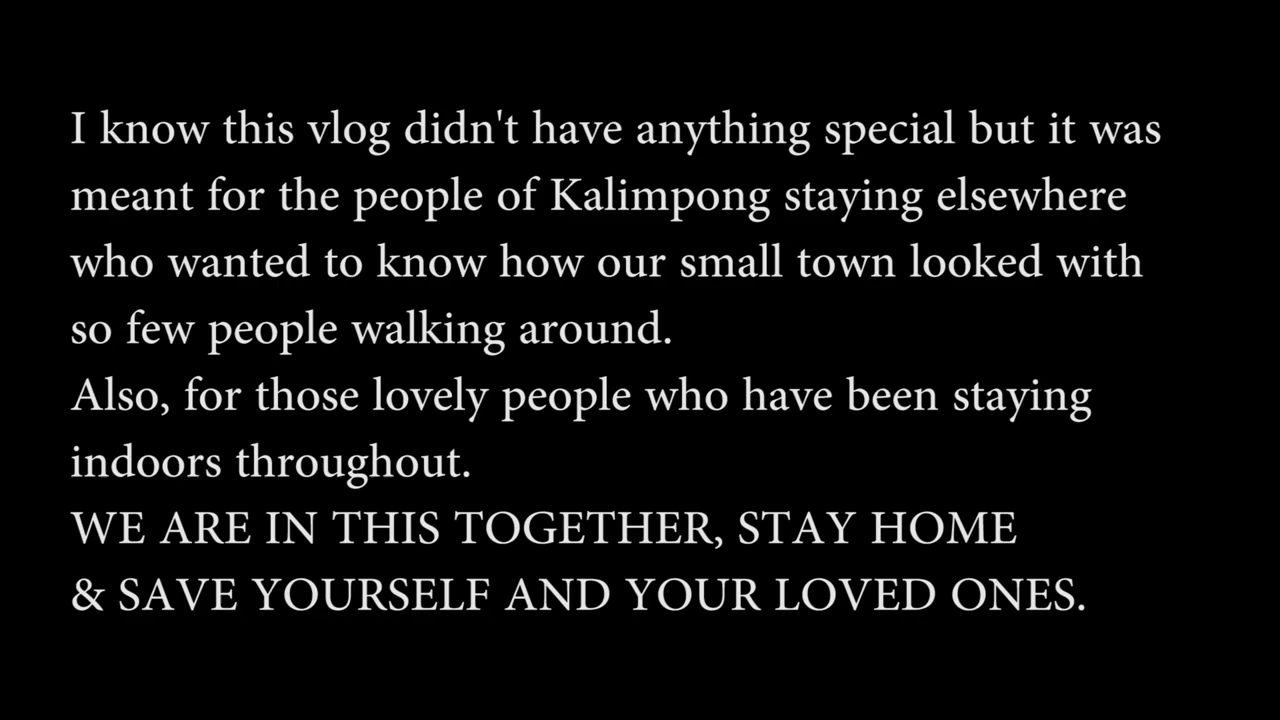 I know this vlog didn't have anything special but it was
meant for the people of Kalimpong staying elsewhere
who wanted to know how our small town looked with
so few people walking around.
Also, for those lovely people who have been staying
indoors throughout.
WE ARE IN THIS TOGETHER, STAY HOME
& SAVE YOURSELF AND YOUR LOVED ONES.